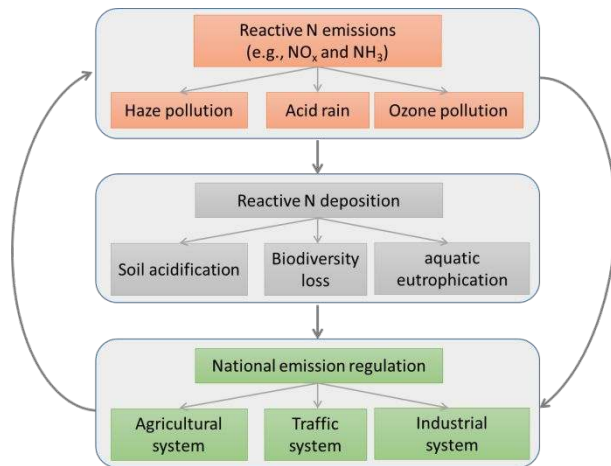 Reactive N emissions
(e.g., NOₓ and NH₃)
Haze pollution
Acid rain
Ozone pollution
Reactive N deposition
Soil acidification
Biodiversity
loss
aquatic
eutrophication
National emission regulation
Agricultural
system
Traffic
system
Industrial
system